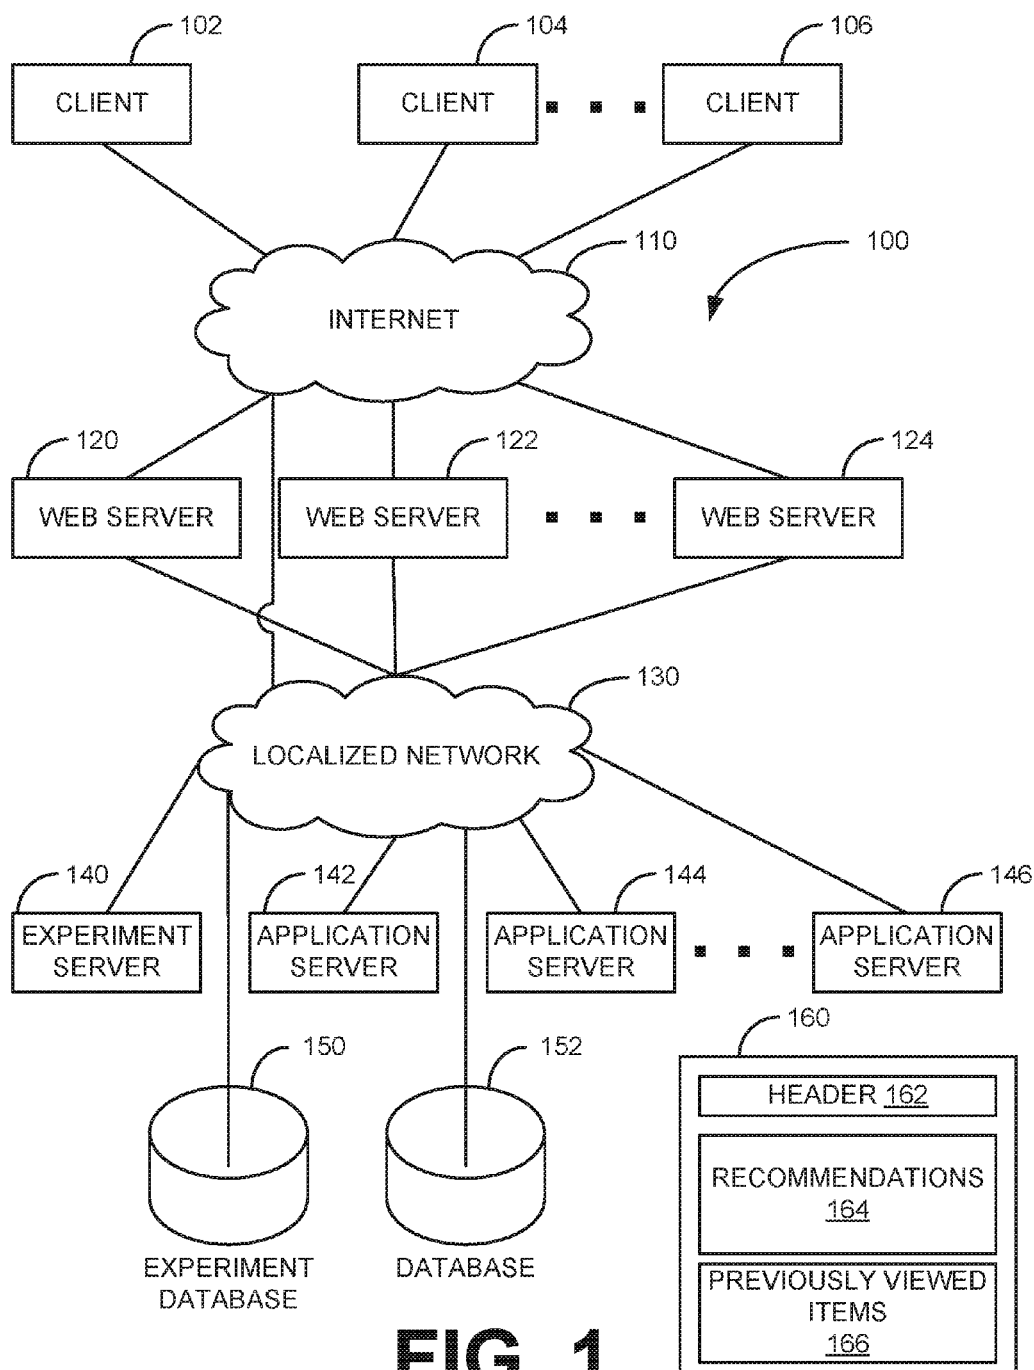 102
104
106
CLIENT
CLIENT
CLIENT
110
100
INTERNET
120
122
124
WEB SERVER
WEB SERVER
WEB SERVER
130
LOCALIZED NETWORK
140
142
144
146
EXPERIMENT
SERVER
APPLICATION
SERVER
APPLICATION
SERVER
APPLICATION
SERVER
150
152
160
HEADER 162
RECOMMENDATIONS
164
EXPERIMENT
DATABASE
DATABASE
PREVIOUSLY VIEWED
ITEMS
166
FIG. 1